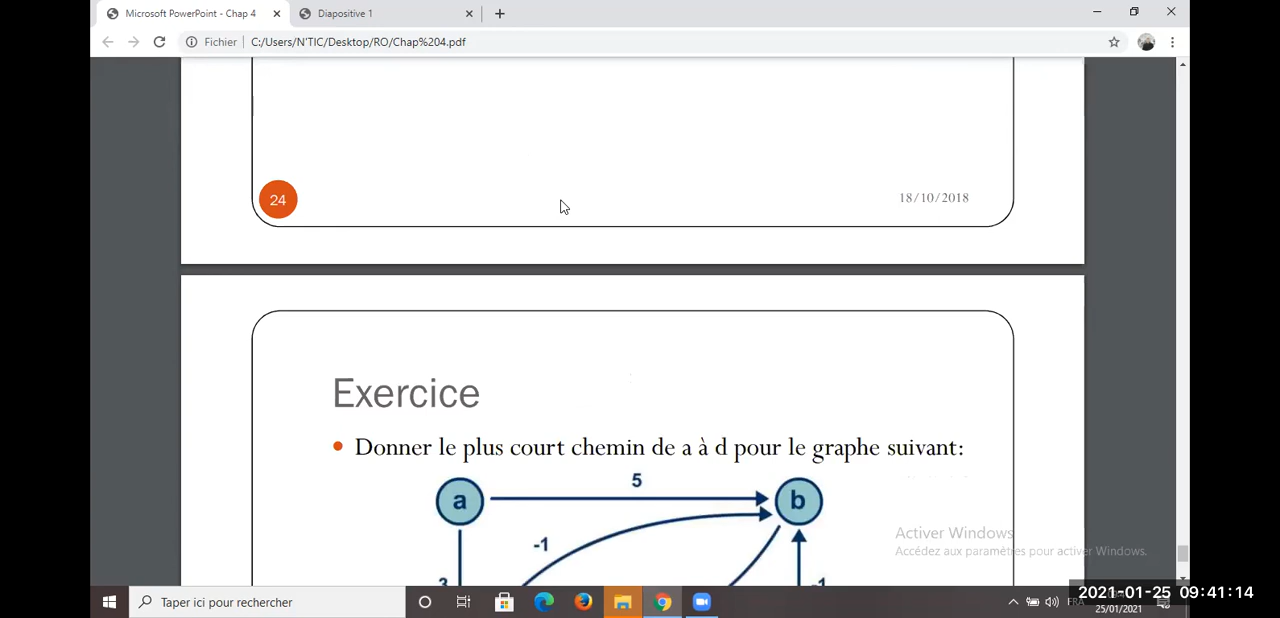 Microsoft PowerPoint - Chap 4
Diapositive 1
Fichier
C:/Users/N'TIC/Desktop/RO/Chap%204.pdf
24
18/10/2018
Exercice
Donner le plus court chemin de a à d pour le graphe suivant:
5
a
b
-1
3
-1
Activer Windows
Accédez aux paramètres pour activer Windows.
Taper ici pour rechercher
FRA
2021-01-25 09:41:14
25/01/2021